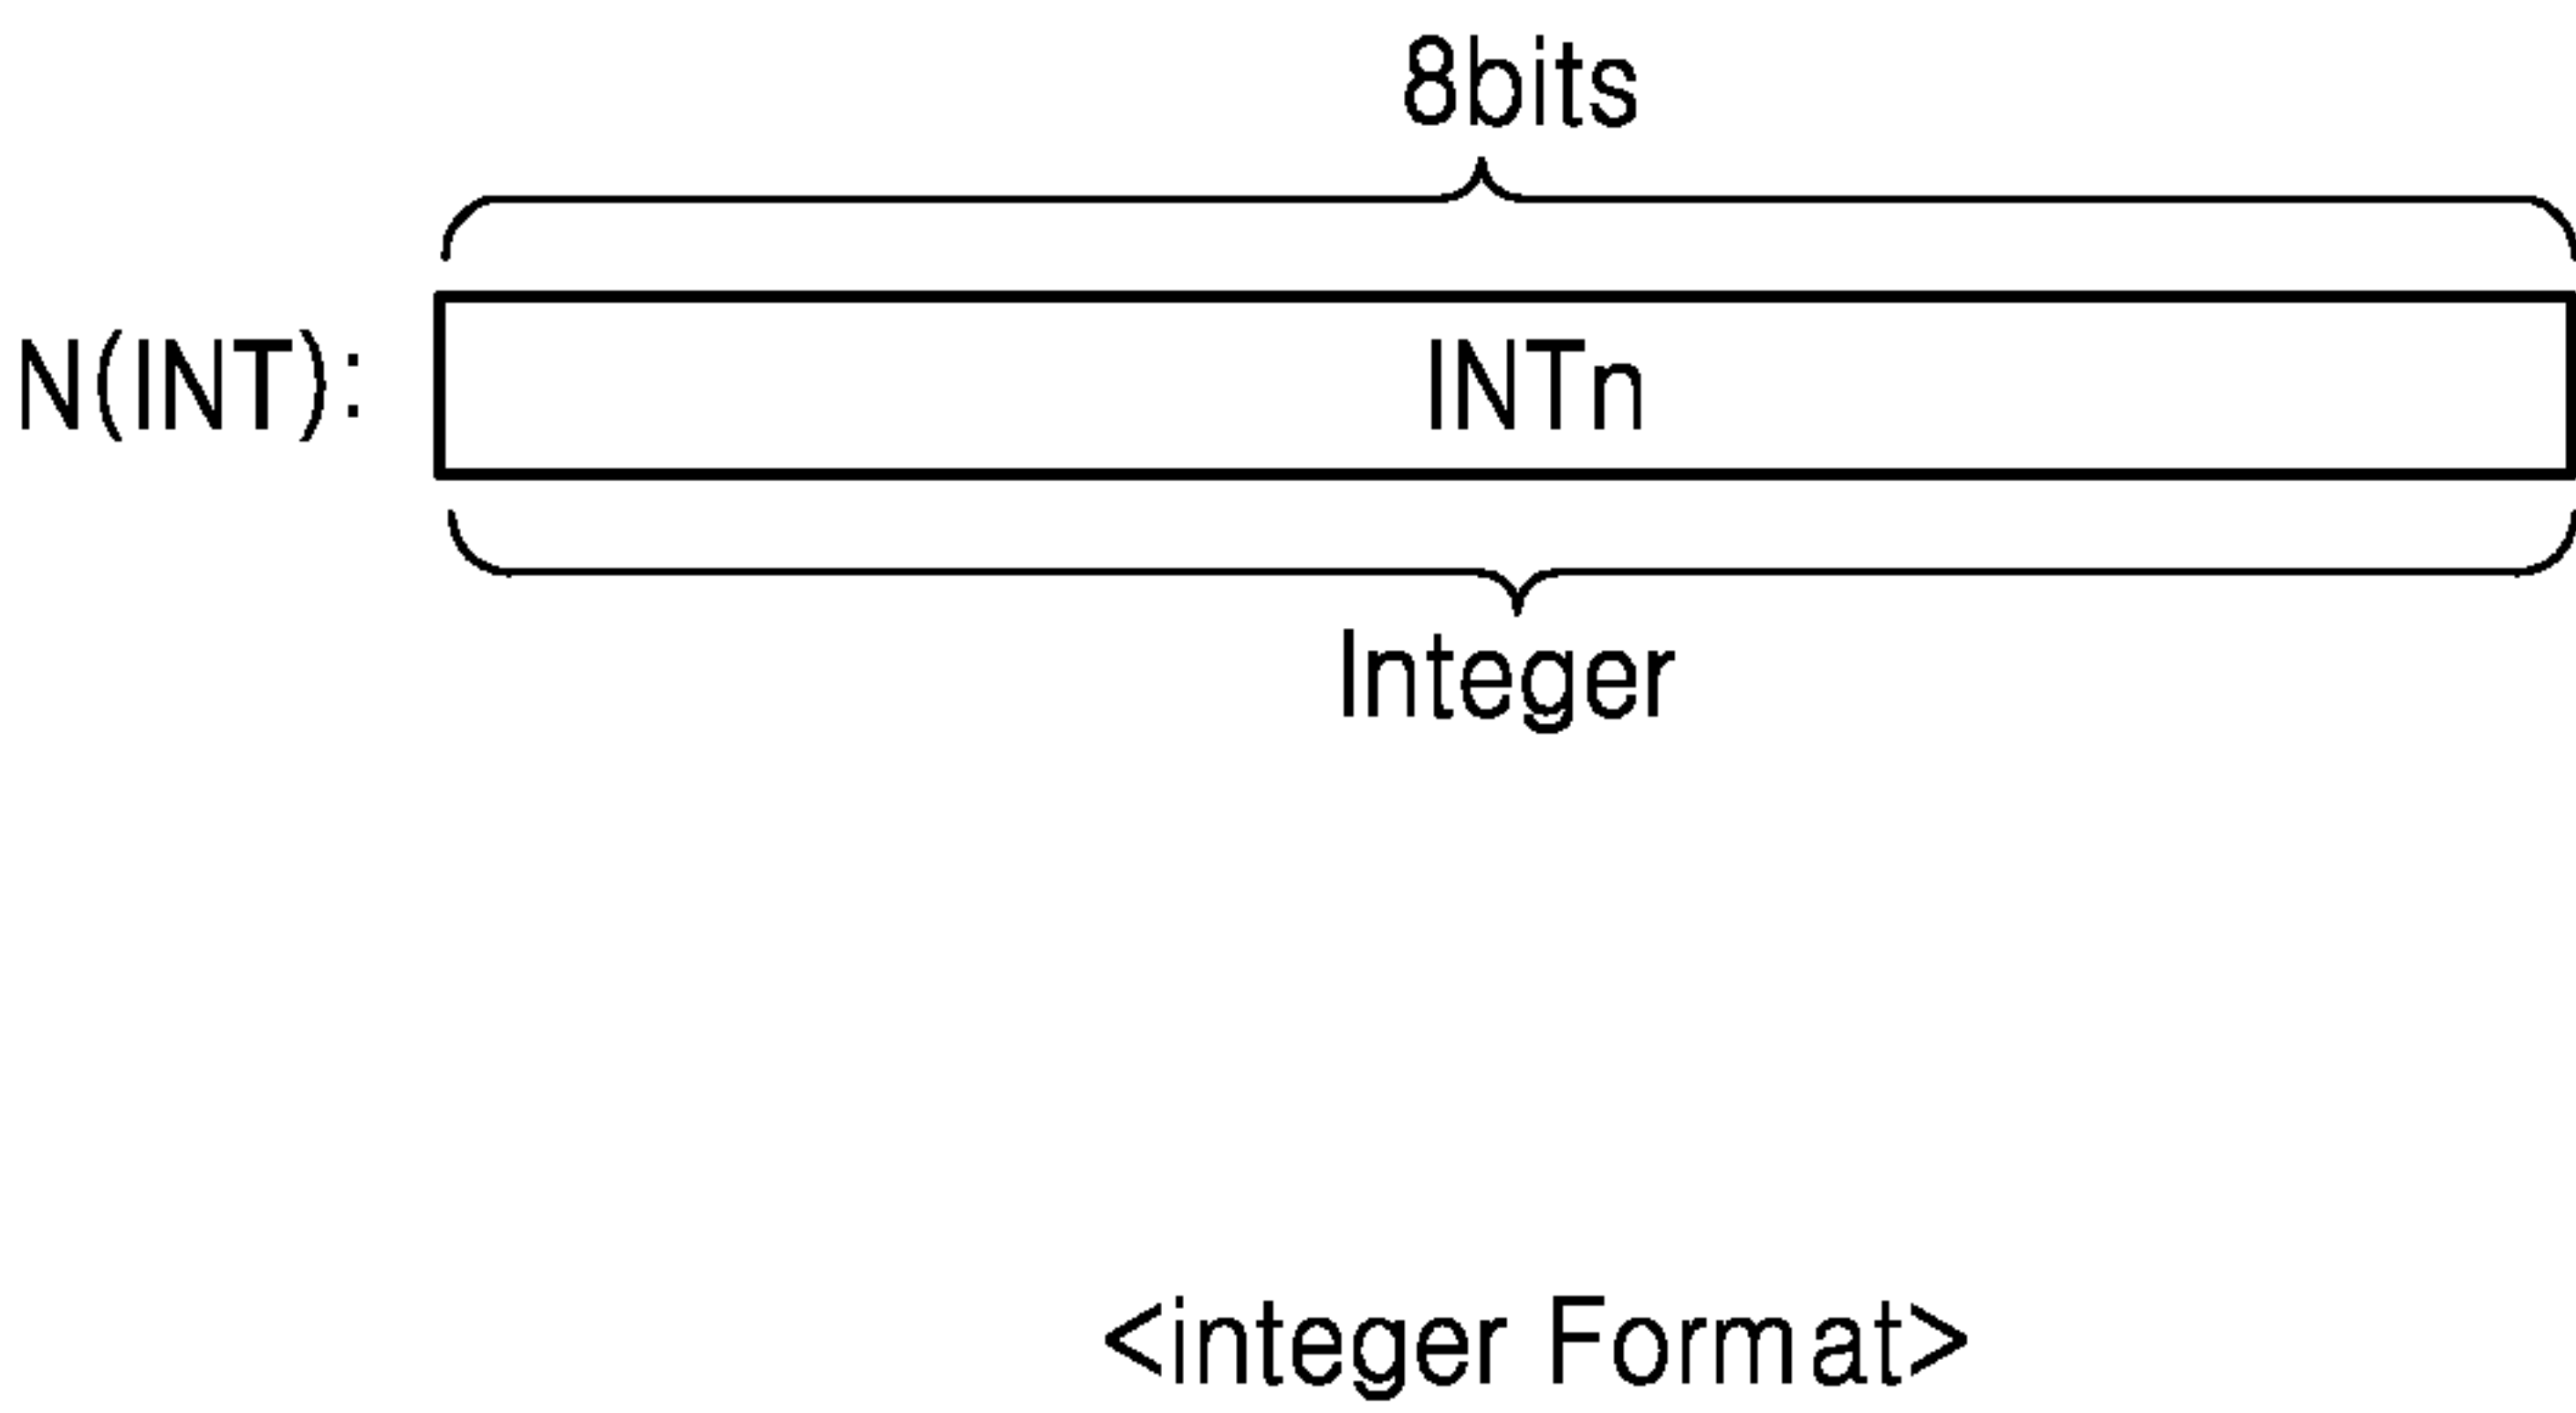 8bits
N(INT): INTn
Integer
<integer Format>